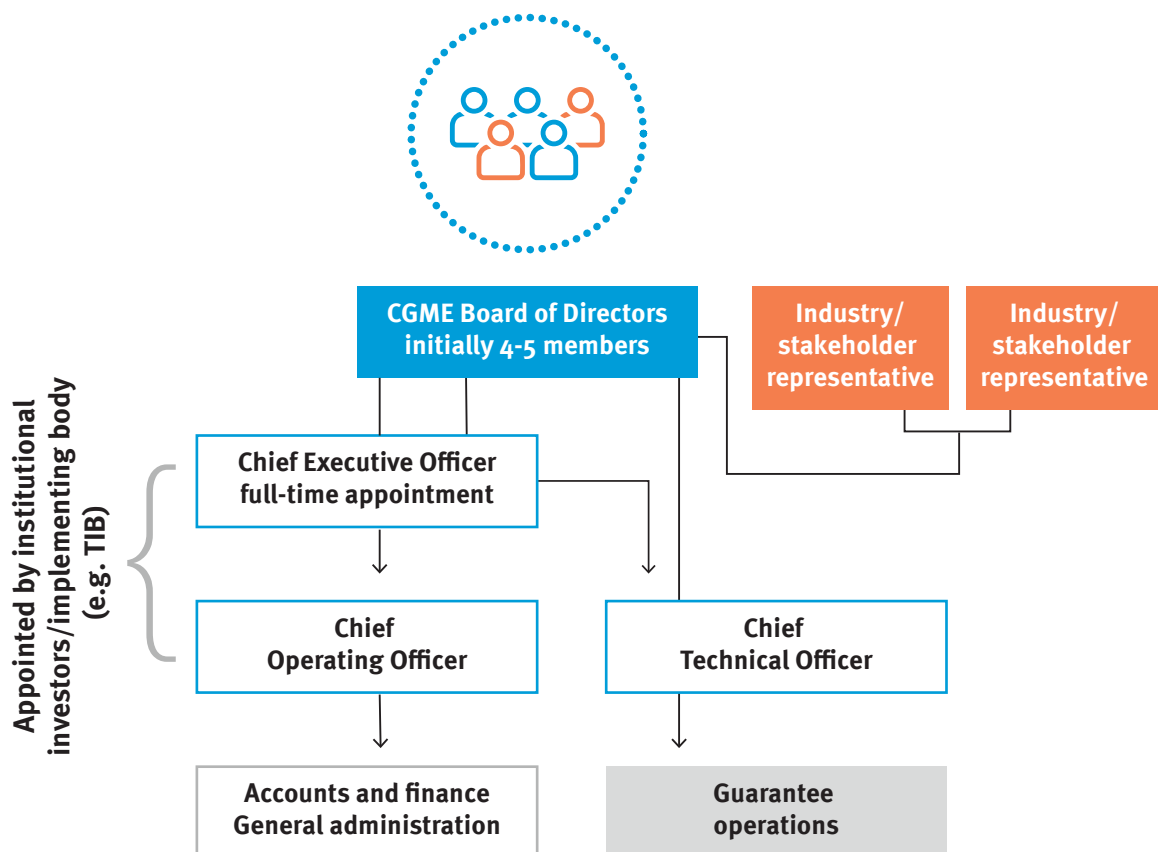 CGME Board of Directors
initially 4-5 members
Industry/
stakeholder
representative
Industry/
stakeholder
representative
Appointed by institutional
investors/implementing body
(e.g. TIB)
Chief Executive Officer
full-time appointment
Chief
Operating Officer
Chief
Technical Officer
Accounts and finance
General administration
Guarantee
operations